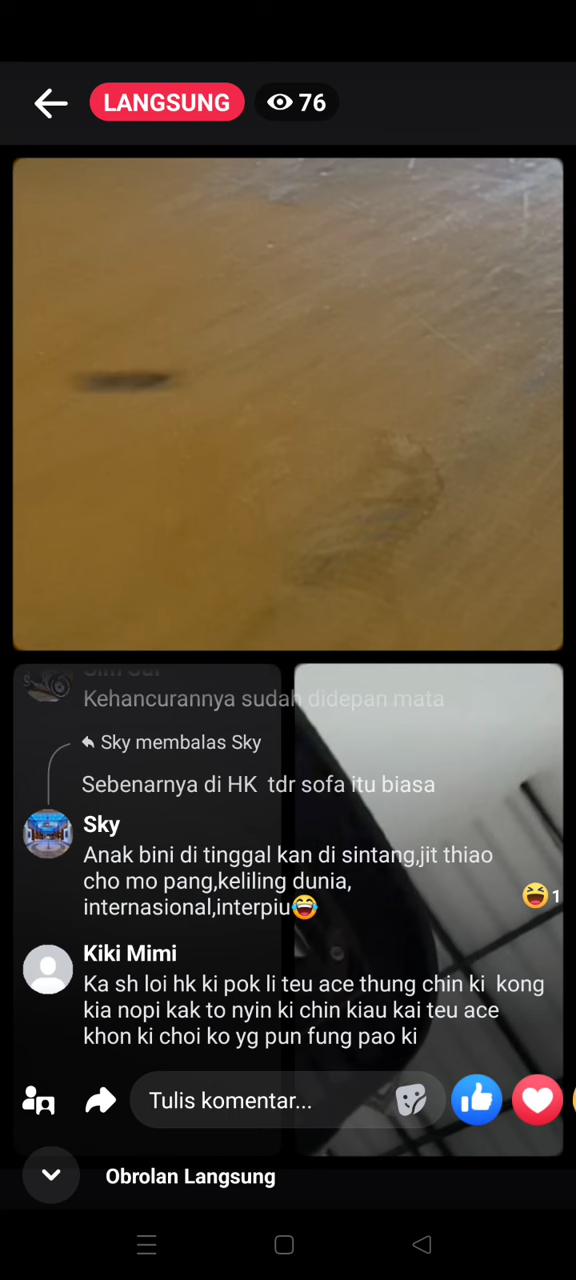 LANGSUNG 76
Kehancurannya sudah didepan mata
Sky membalas Sky
Sebenarnya di HK tdr sofa itu biasa
Sky
Anak bini di tinggal kan di sintang,jit thiao
cho mo pang,keliling dunia,
internasional,interpiu😂
😆 1
Kiki Mimi
Ka sh loi hk ki pok li teu ace thung chin ki kong
kia nopi kak to nyin ki chin kiau kai teu ace
khon ki choi ko yg pun fung pao ki
Tulis komentar...
Obrolan Langsung